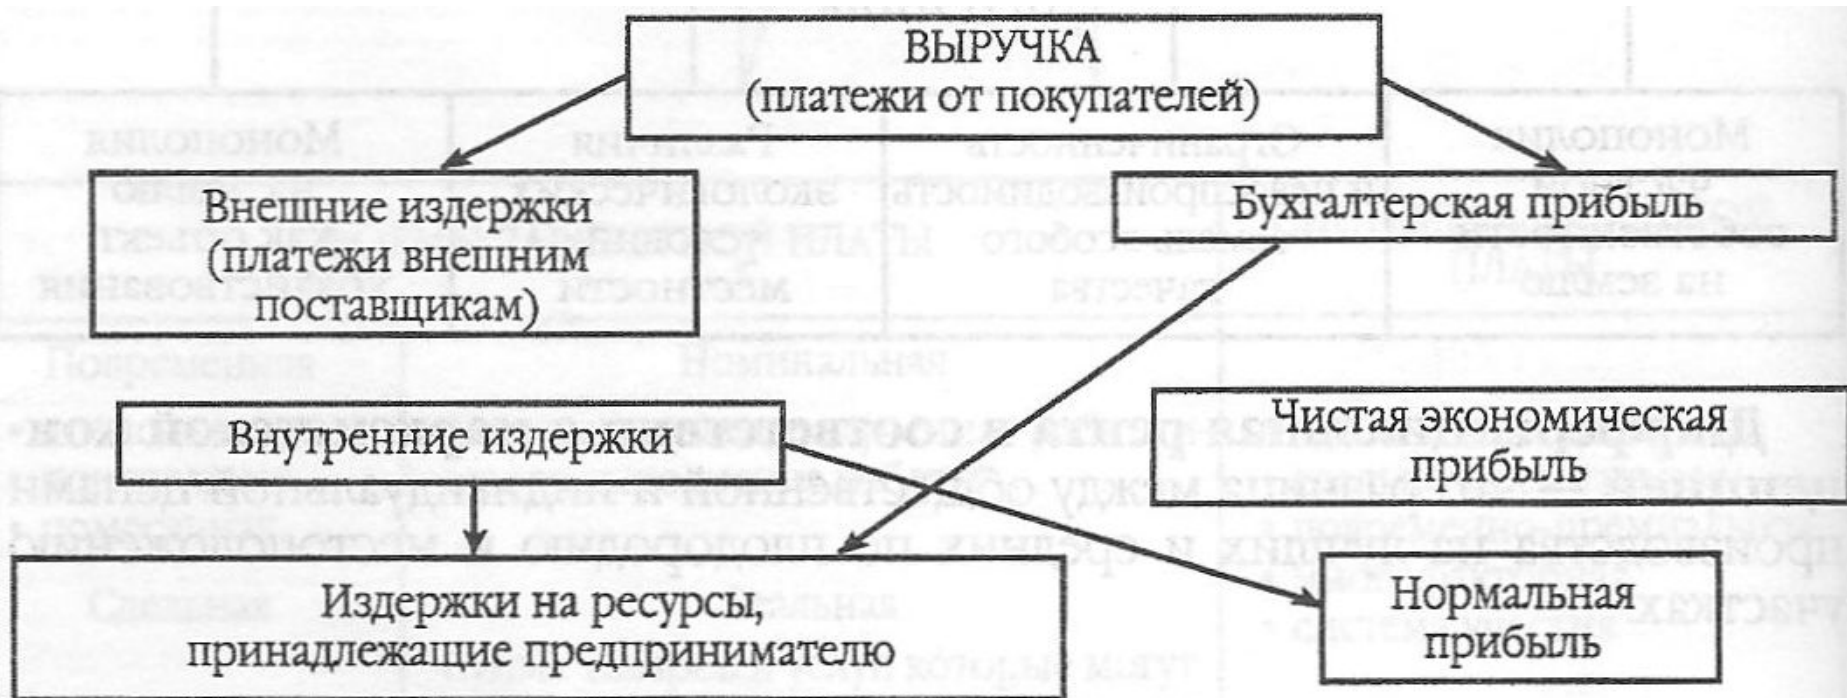 ВЫРУЧКА
(платежи от покупателей)
Внешние издержки
(платежи внешним
поставщикам)
Бухгалтерская прибыль
Внутренние издержки
Чистая экономическая
прибыль
Издержки на ресурсы,
принадлежащие предпринимателю
Нормальная
прибыль